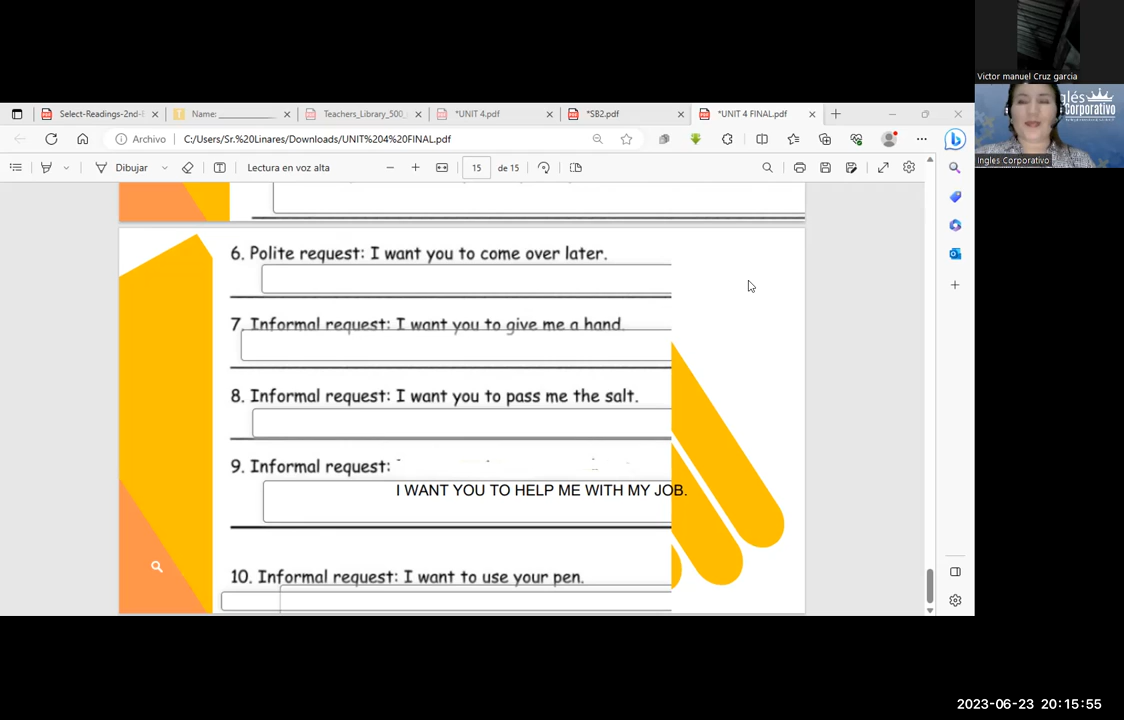 Victor manuel Cruz garcia
Select-Readings-2nd-
Name: ________
Teachers_Library_500_
*UNIT 4.pdf
*SB2.pdf
*UNIT 4 FINAL.pdf
Archivo
C:/Users/Sr.%20Linares/Downloads/UNIT%204%20FINAL.pdf
glés
Corporativo
Ingles Corporativo
Dibujar
Lectura en voz alta
15
de 15
6. Polite request: I want you to come over later.
7. Informal request: I want you to give me a hand.
8. Informal request: I want you to pass me the salt.
9. Informal request:
I WANT YOU TO HELP ME WITH MY JOB.
10. Informal request: I want to use your pen.
2023-06-23 20:15:55